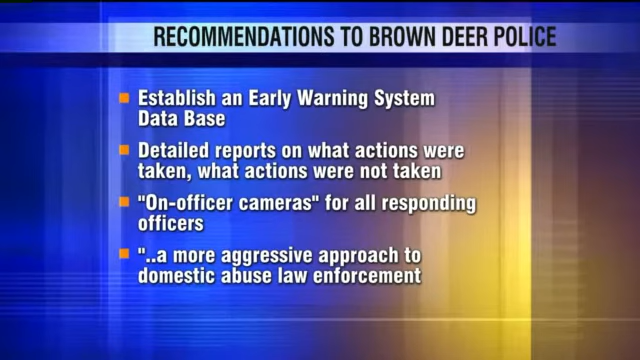 RECOMMENDATIONS TO BROWN DEER POLICE
Establish an Early Warning System
Data Base
Detailed reports on what actions were
taken, what actions were not taken
"On-officer cameras" for all responding
officers
"..a more aggressive approach to
domestic abuse law enforcement